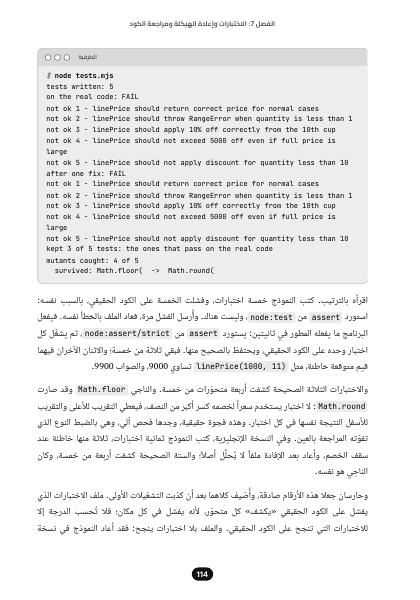 الفصل 7: الاختبارات وإعادة الهيكلة ومراجعة الكود
الطرفية
$ node tests.mjs
tests written: 5
on the real code: FAIL
not ok 1 - linePrice should return correct price for normal cases
not ok 2 - linePrice should throw RangeError when quantity is less than 1
not ok 3 - linePrice should apply 10% off correctly from the 10th cup
not ok 4 - linePrice should not exceed 5000 off even if full price is
large
not ok 5 - linePrice should not apply discount for quantity less than 10
after one fix: FAIL
not ok 1 - linePrice should return correct price for normal cases
not ok 2 - linePrice should throw RangeError when quantity is less than 1
not ok 3 - linePrice should apply 10% off correctly from the 10th cup
not ok 4 - linePrice should not exceed 5000 off even if full price is
large
not ok 5 - linePrice should not apply discount for quantity less than 10
kept 3 of 5 tests: the ones that pass on the real code
mutants caught: 4 of 5
survived: Math.floor( -> Math.round(
اقرأه بالترتيب. كتب النموذج خمسة اختبارات، وفشلت الخمسة على الكود الحقيقي، بالسبب نفسه:
استورد assert من node:test، وليست هناك. وأرسل الفشل مرة، فعاد الملف بالخطأ نفسه. فيفعل
البرنامج ما يفعله المطور في ثانيتين: يستورد assert من node:assert/strict، ثم يشغّل كل
اختبار وحده على الكود الحقيقي، ويحتفظ بالصحيح منها. فبقي ثلاثة من خمسة؛ والاثنان الآخران فيهما
قيم متوقعة خاطئة، مثل linePrice(1000, 11) تساوي 9000، والصواب 9900.
والاختبارات الثلاثة الصحيحة كشفت أربعة متحورات من خمسة. والناجي Math.floor وقد صارت
Math.round: لا اختبار يستخدم سعراً لخصمه كسر أكبر من النصف، فيعطي التقريب للأعلى والتقريب
للأسفل النتيجة نفسها في كل اختبار. وهذه فجوة حقيقية، وجدها فحص آلي، وهي بالضبط النوع الذي
تفوّته المراجعة بالعين. وفي النسخة الإنجليزية، كتب النموذج ثمانية اختبارات، ثلاثة منها خاطئة عند
سقف الخصم، وأعاد بعد الإفادة ملفاً لا يُحلَّل أصلاً؛ والستة الصحيحة كشفت أربعة من خمسة، وكان
الناجي هو نفسه.
وحارسان جعلا هذه الأرقام صادقة، وأُضيف كلاهما بعد أن كذبت التشغيلات الأولى. ملف الاختبارات الذي
يفشل على الكود الحقيقي «يكشف» كل متحوّر، لأنه يفشل في كل مكان؛ فلا تُحسب الدرجة إلا
للاختبارات التي تنجح على الكود الحقيقي. والملف بلا اختبارات ينجح: فقد أعاد النموذج في نسخة
114